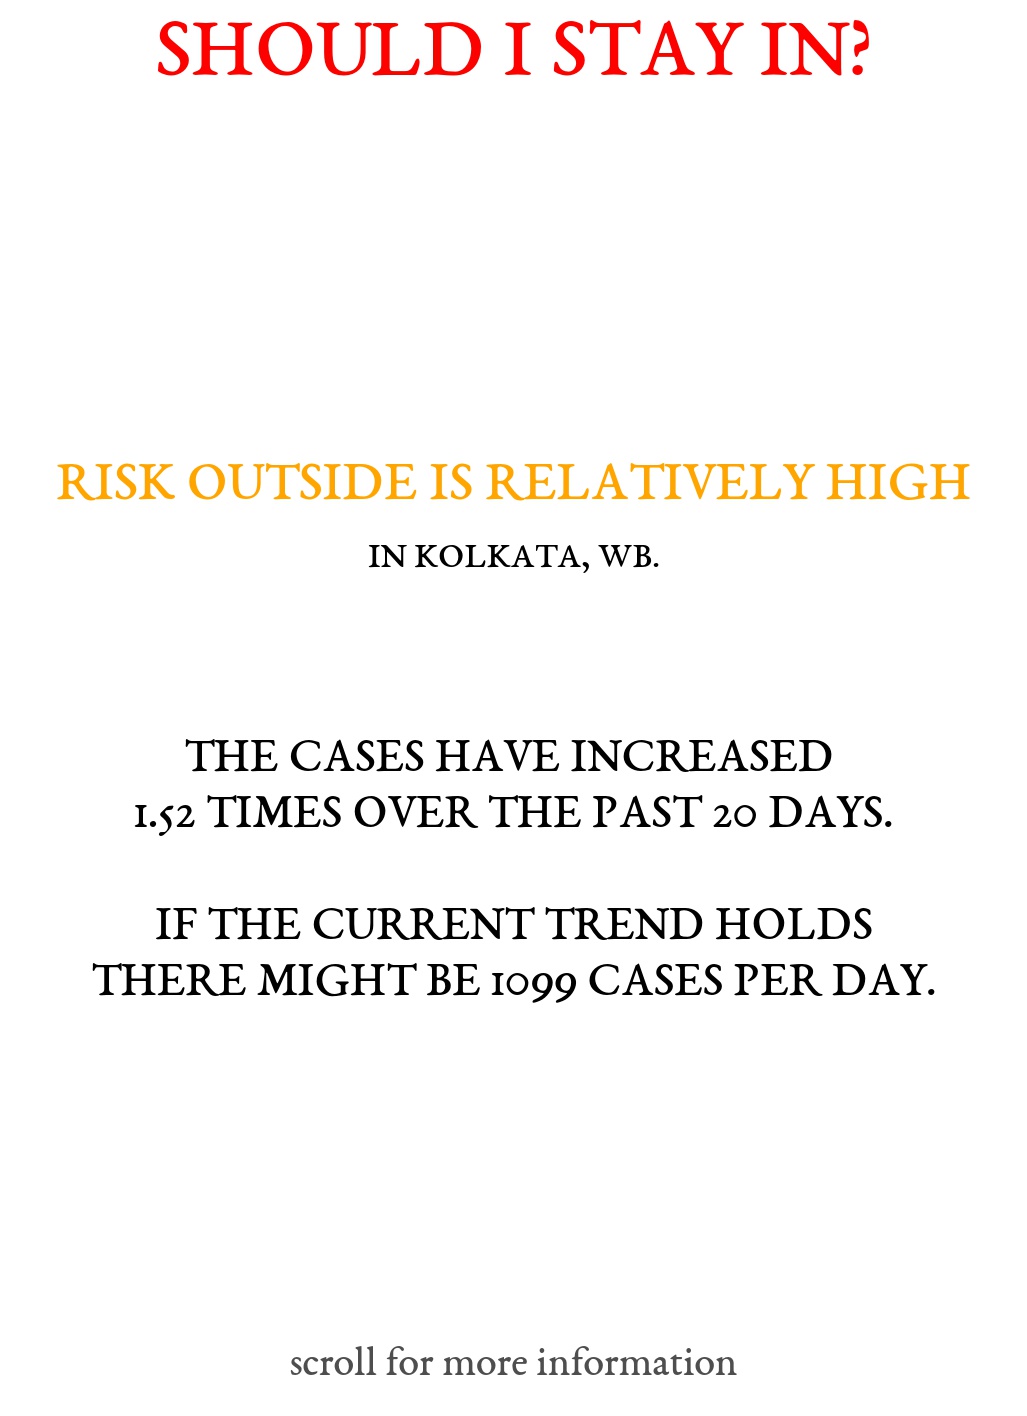 SHOULD I STAY IN?
RISK OUTSIDE IS RELATIVELY HIGH
IN KOLKATA, WB.
THE CASES HAVE INCREASED
1.52 TIMES OVER THE PAST 20 DAYS.
IF THE CURRENT TREND HOLDS
THERE MIGHT BE 1099 CASES PER DAY.
scroll for more information